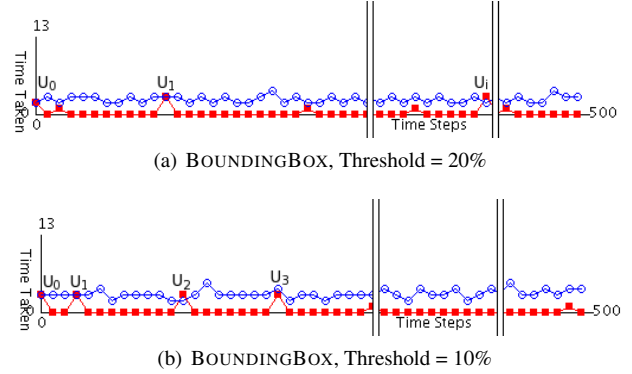 13
Time Taken
U0 U1 Ui
0 Time Steps 500
(a) BOUNDINGBOX, Threshold = 20%
13
Time Taken
U0 U1 U2 U3
0 Time Steps 500
(b) BOUNDINGBOX, Threshold = 10%